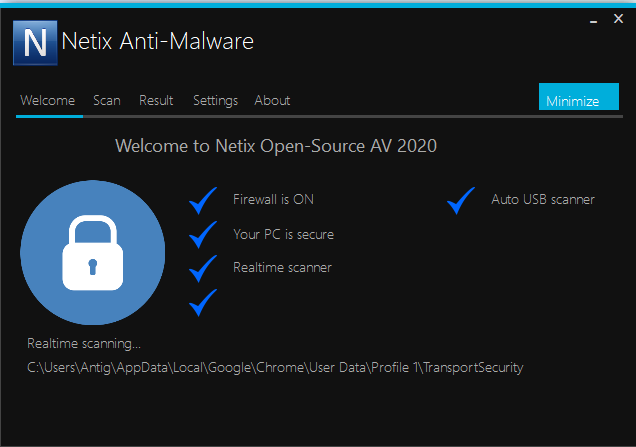 N Netix Anti-Malware
Welcome Scan Result Settings About Minimize
Welcome to Netix Open-Source AV 2020
Firewall is ON Auto USB scanner
Your PC is secure
Realtime scanner
Realtime scanning...
C:\Users\Antig\AppData\Local\Google\Chrome\User Data\Profile 1\TransportSecurity